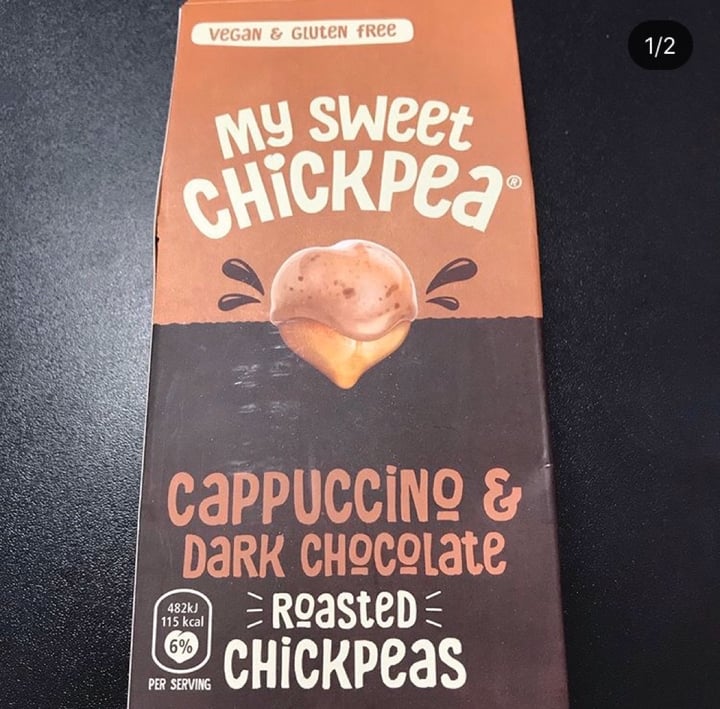 VEGAN & GLUTEN FREE
1/2
MY SWEET
CHICKPEA®
CAPPUCCINO &
DARK CHOCOLATE
ROASTED
CHICKPEAS
482kJ
115 kcal
6%
PER SERVING